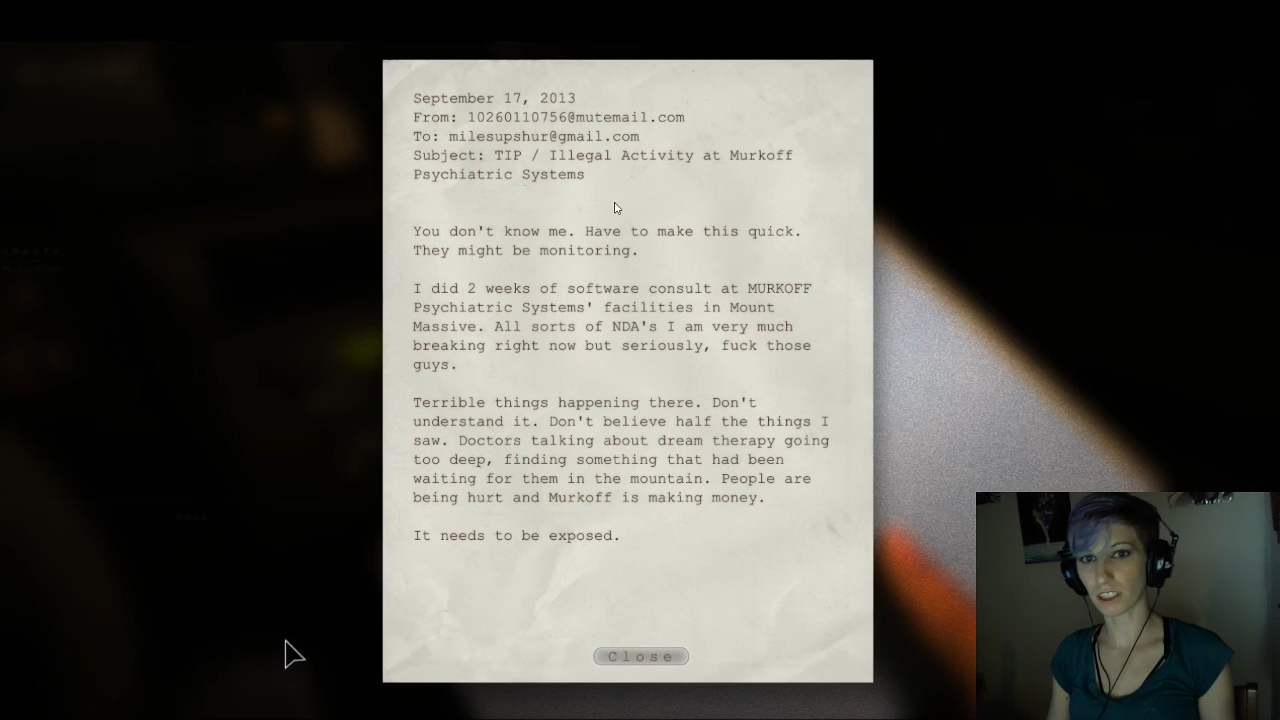 September 17, 2013
From: 10260110756@mutemail.com
To: milesupshur@gmail.com
Subject: TIP / Illegal Activity at Murkoff
Psychiatric Systems
You don't know me. Have to make this quick.
They might be monitoring.
I did 2 weeks of software consult at MURKOFF
Psychiatric Systems' facilities in Mount
Massive. All sorts of NDA's I am very much
breaking right now but seriously, fuck those
guys.
Terrible things happening there. Don't
understand it. Don't believe half the things I
saw. Doctors talking about dream therapy going
too deep, finding something that had been
waiting for them in the mountain. People are
being hurt and Murkoff is making money.
It needs to be exposed.
Close